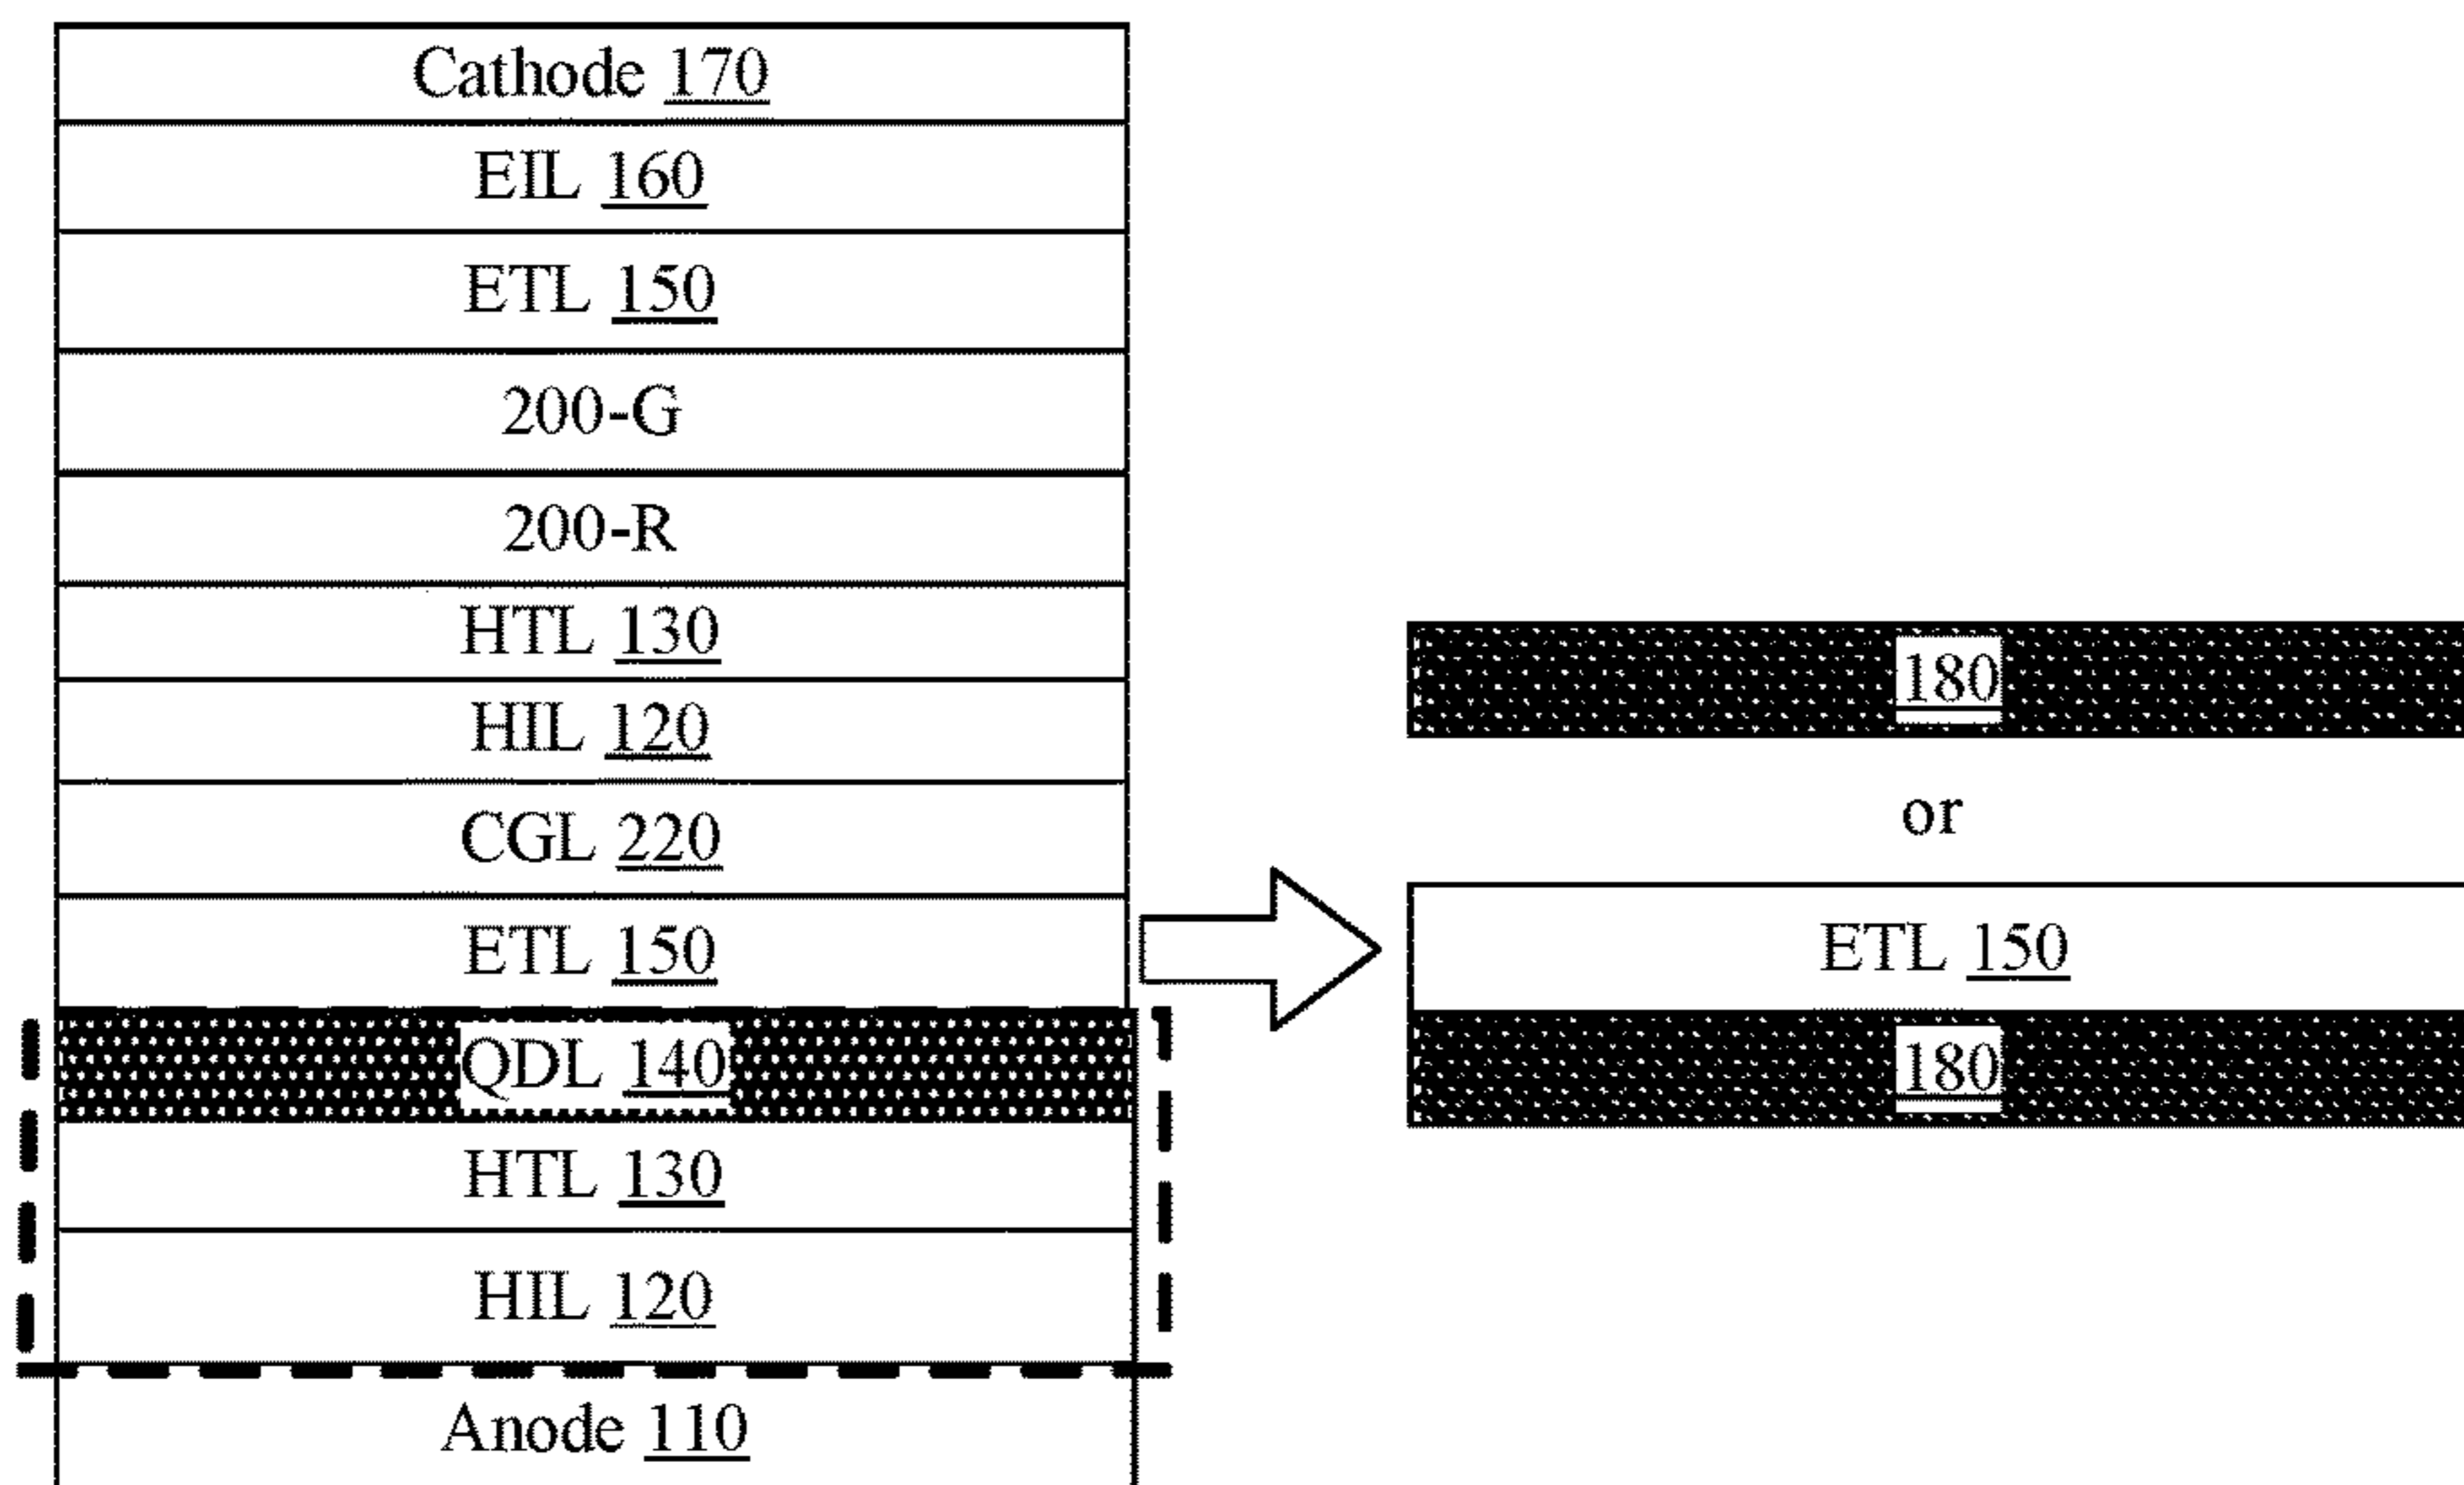 Cathode 170
EIL 160
ETL 150
200-G
200-R
HTL 130
HIL 120
CGL 220
ETL 150
QDL 140
HTL 130
HIL 120
Anode 110
180
or
ETL 150
180